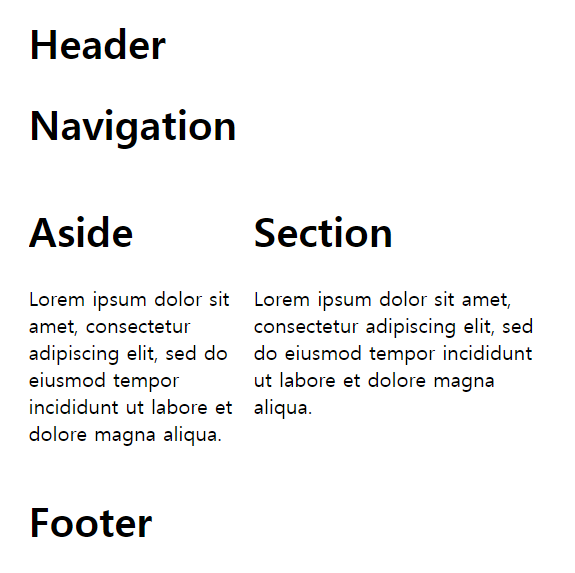 Header
Navigation
Aside
Lorem ipsum dolor sit
amet, consectetur
adipiscing elit, sed do
eiusmod tempor
incididunt ut labore et
dolore magna aliqua.
Section
Lorem ipsum dolor sit amet,
consectetur adipiscing elit, sed
do eiusmod tempor incididunt
ut labore et dolore magna
aliqua.
Footer